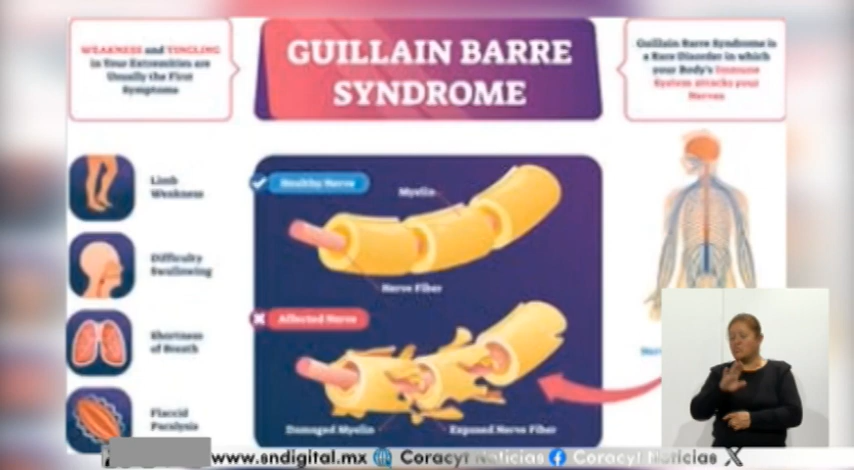 WEAKNESS and TINGLING
in Your Extremities are
Usually the First
Symptoms
GUILLAIN BARRE
SYNDROME
Guillain Barre Syndrome is
a Rare Disorder in which
your Body's Immune
System attacks your
Nerves
Limb
Weakness
Difficulty
Swallowing
Shortness
of Breath
Flaccid
Paralysis
Healthy Nerve
Myelin
Nerve Fiber
Affected Nerve
Damaged Myelin
Exposed Nerve Fiber
www.sndigital.mx Coracyt Noticias Coracyt Noticias